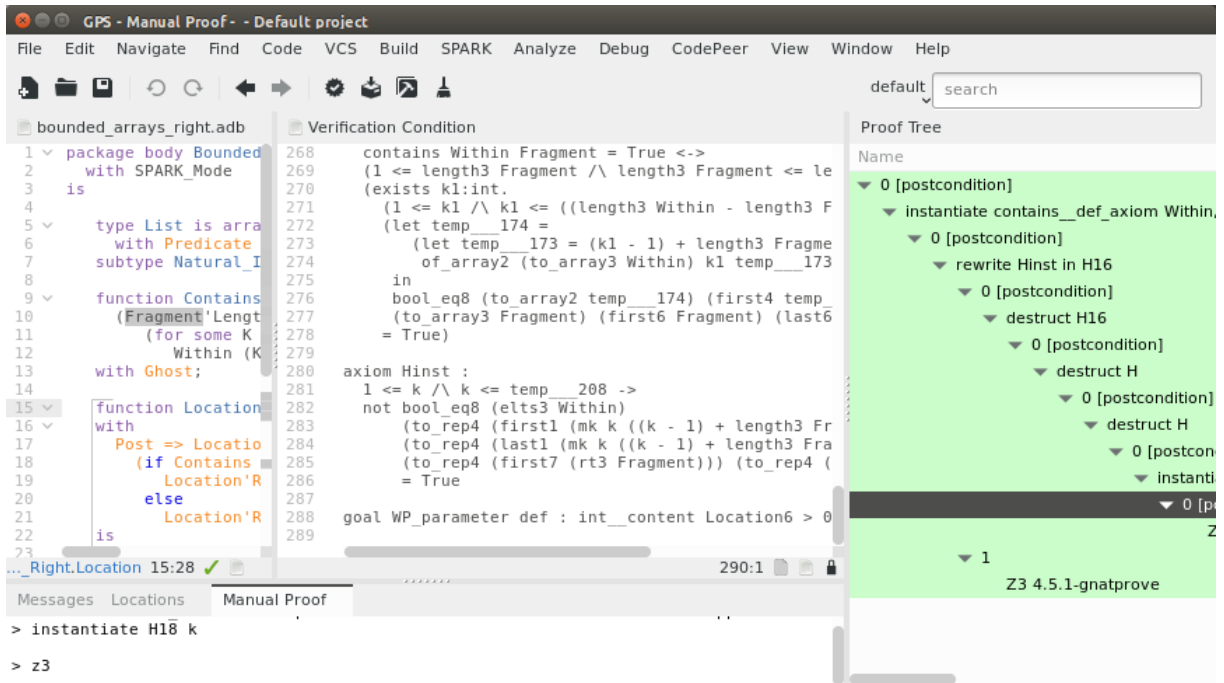 GPS - Manual Proof - - Default project
File Edit Navigate Find Code VCS Build SPARK Analyze Debug CodePeer View Window Help
default search
bounded_arrays_right.adb
1 package body Bounded
2 with SPARK_Mode
3 is
4
5 type List is arra
6 with Predicate
7 subtype Natural_I
8
9 function Contains
10 (Fragment'Lengt
11 (for some K
12 Within (K
13 with Ghost;
14
15 function Location
16 with
17 Post => Locatio
18 (if Contains
19 Location'R
20 else
21 Location'R
22 is
23
..._Right.Location 15:28
Verification Condition
268 contains Within Fragment = True <->
269 (1 <= length3 Fragment /\ length3 Fragment <= le
270 (exists k1:int.
271 (1 <= k1 /\ k1 <= ((length3 Within - length3 F
272 (let temp___174 =
273 (let temp___173 = (k1 - 1) + length3 Fragme
274 of_array2 (to_array3 Within) k1 temp___173
275 in
276 bool_eq8 (to_array2 temp___174) (first4 temp_
277 (to_array3 Fragment) (first6 Fragment) (last6
278 = True)
279
280 axiom Hinst :
281 1 <= k /\ k <= temp___208 ->
282 not bool_eq8 (elts3 Within)
283 (to_rep4 (first1 (mk k ((k - 1) + length3 Fr
284 (to_rep4 (last1 (mk k ((k - 1) + length3 Fra
285 (to_rep4 (first7 (rt3 Fragment))) (to_rep4 (
286 = True
287
288 goal WP_parameter def : int__content Location6 > 0
289
290:1
Proof Tree
Name
0 [postcondition]
instantiate contains__def_axiom Within,
0 [postcondition]
rewrite Hinst in H16
0 [postcondition]
destruct H16
0 [postcondition]
destruct H
0 [postcondition]
destruct H
0 [postcon
instanti
0 [po
Z
1
Z3 4.5.1-gnatprove
Messages Locations Manual Proof
> instantiate H18 k
> z3